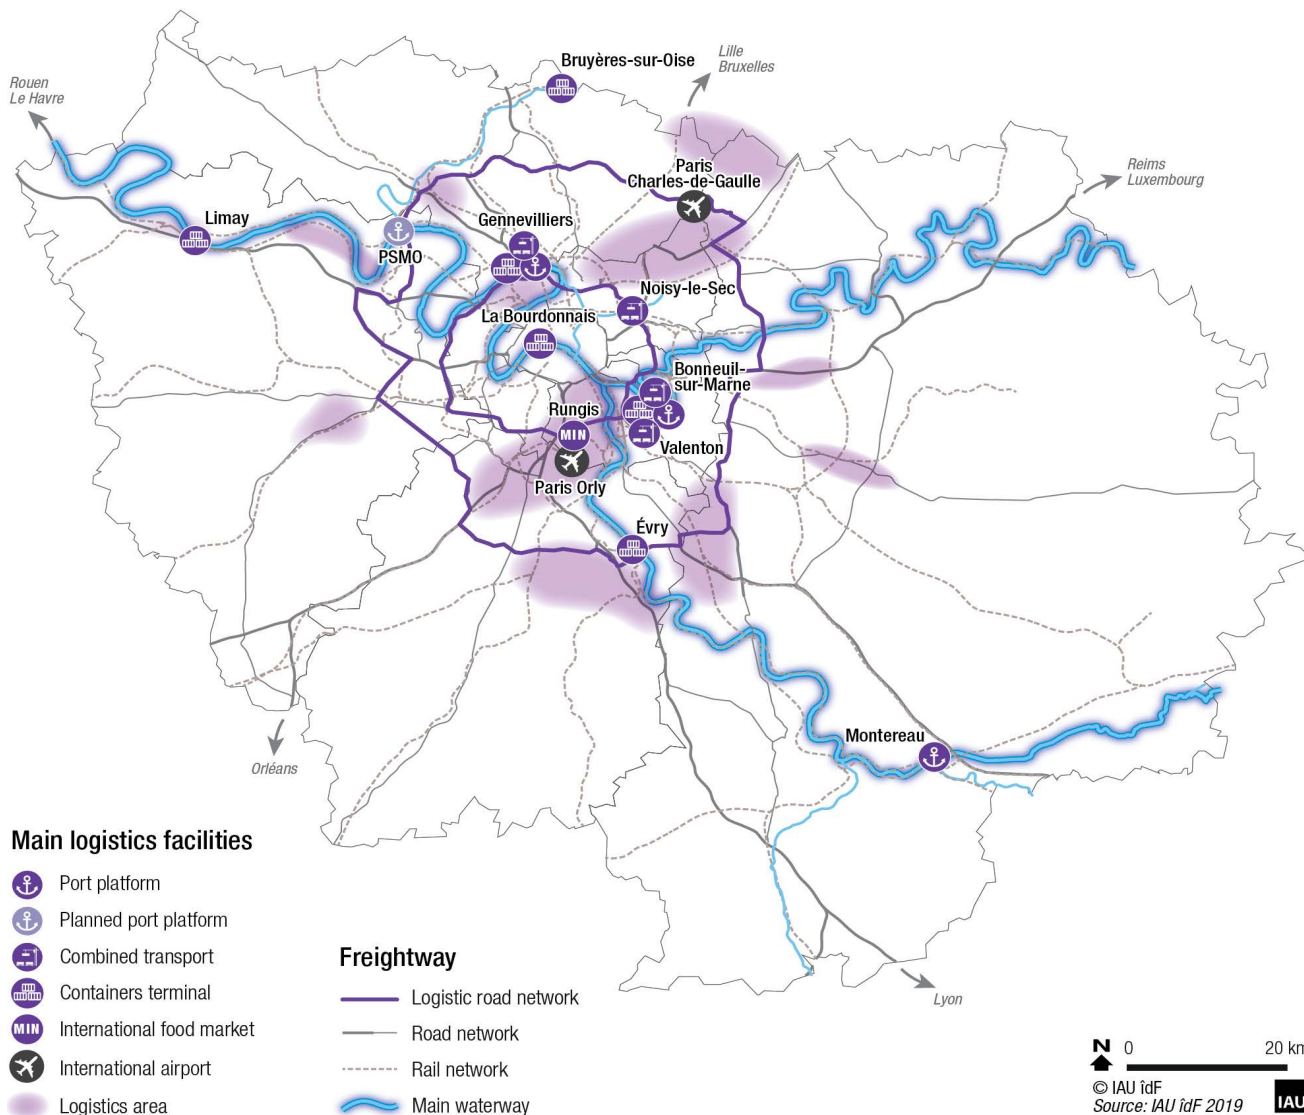 Bruyères-sur-Oise
Lille
Bruxelles
Rouen
Le Havre
Paris
Charles-de-Gaulle
Reims
Luxembourg
Limay
Gennevilliers
PSMO
Noisy-le-Sec
La Bourdonnais
Bonneuil-
sur-Marne
Rungis
MIN
Valenton
Paris Orly
Évry
Montereau
Orléans
Lyon
Main logistics facilities
Port platform
Planned port platform
Combined transport
Containers terminal
MIN International food market
International airport
Logistics area
Freightway
Logistic road network
Road network
Rail network
Main waterway
N 0 20 km
© IAU îdF
Source: IAU îdF 2019
IAU